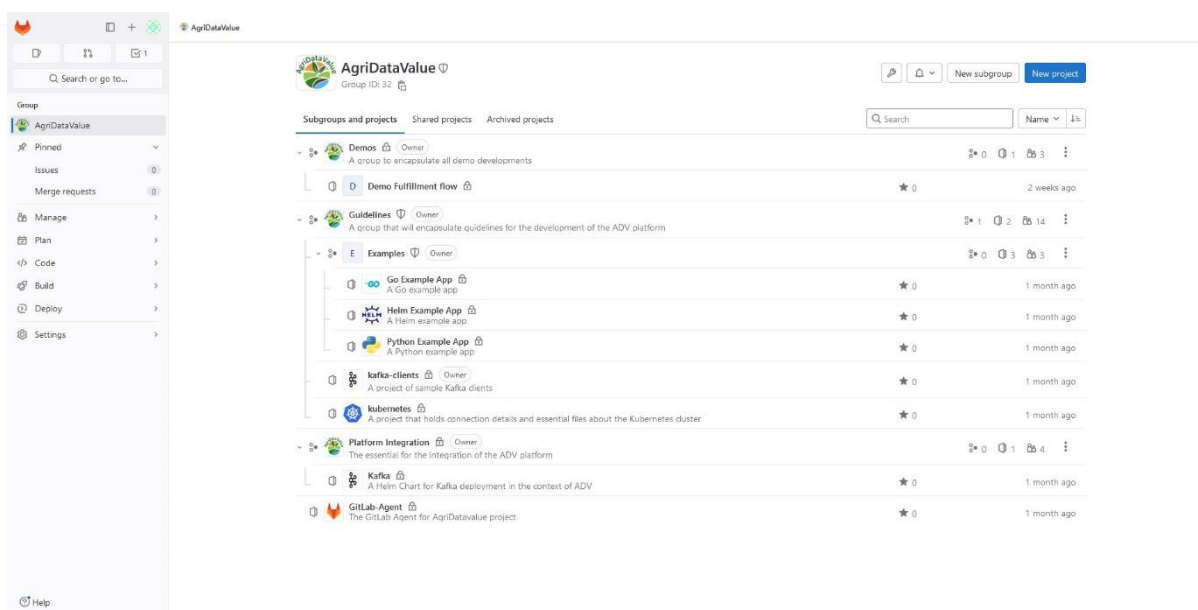 AgriDataValue
1
Search or go to...
Group
AgriDataValue
Pinned
Issues 0
Merge requests 0
Manage
Plan
Code
Build
Deploy
Settings
Help
AgriDataValue
Group ID: 32
New subgroup New project
Subgroups and projects Shared projects Archived projects
Search
Name
Demos Owner
A group to encapsulate all demo developments
0 1 3
D Demo Fulfillment flow
0 2 weeks ago
Guidelines Owner
A group that will encapsulate guidelines for the development of the ADV platform
1 2 14
E Examples Owner
0 3 3
GO Go Example App
A Go example app
0 1 month ago
HELM Helm Example App
A Helm example app
0 1 month ago
Python Example App
A Python example app
0 1 month ago
kafka-clients Owner
A project of sample Kafka clients
0 1 month ago
kubernetes
A project that holds connection details and essential files about the Kubernetes cluster
0 1 month ago
Platform Integration Owner
The essential for the integration of the ADV platform
0 1 4
Kafka
A Helm Chart for Kafka deployment in the context of ADV
0 1 month ago
GitLab-Agent
The GitLab Agent for AgriDatavalue project
0 1 month ago